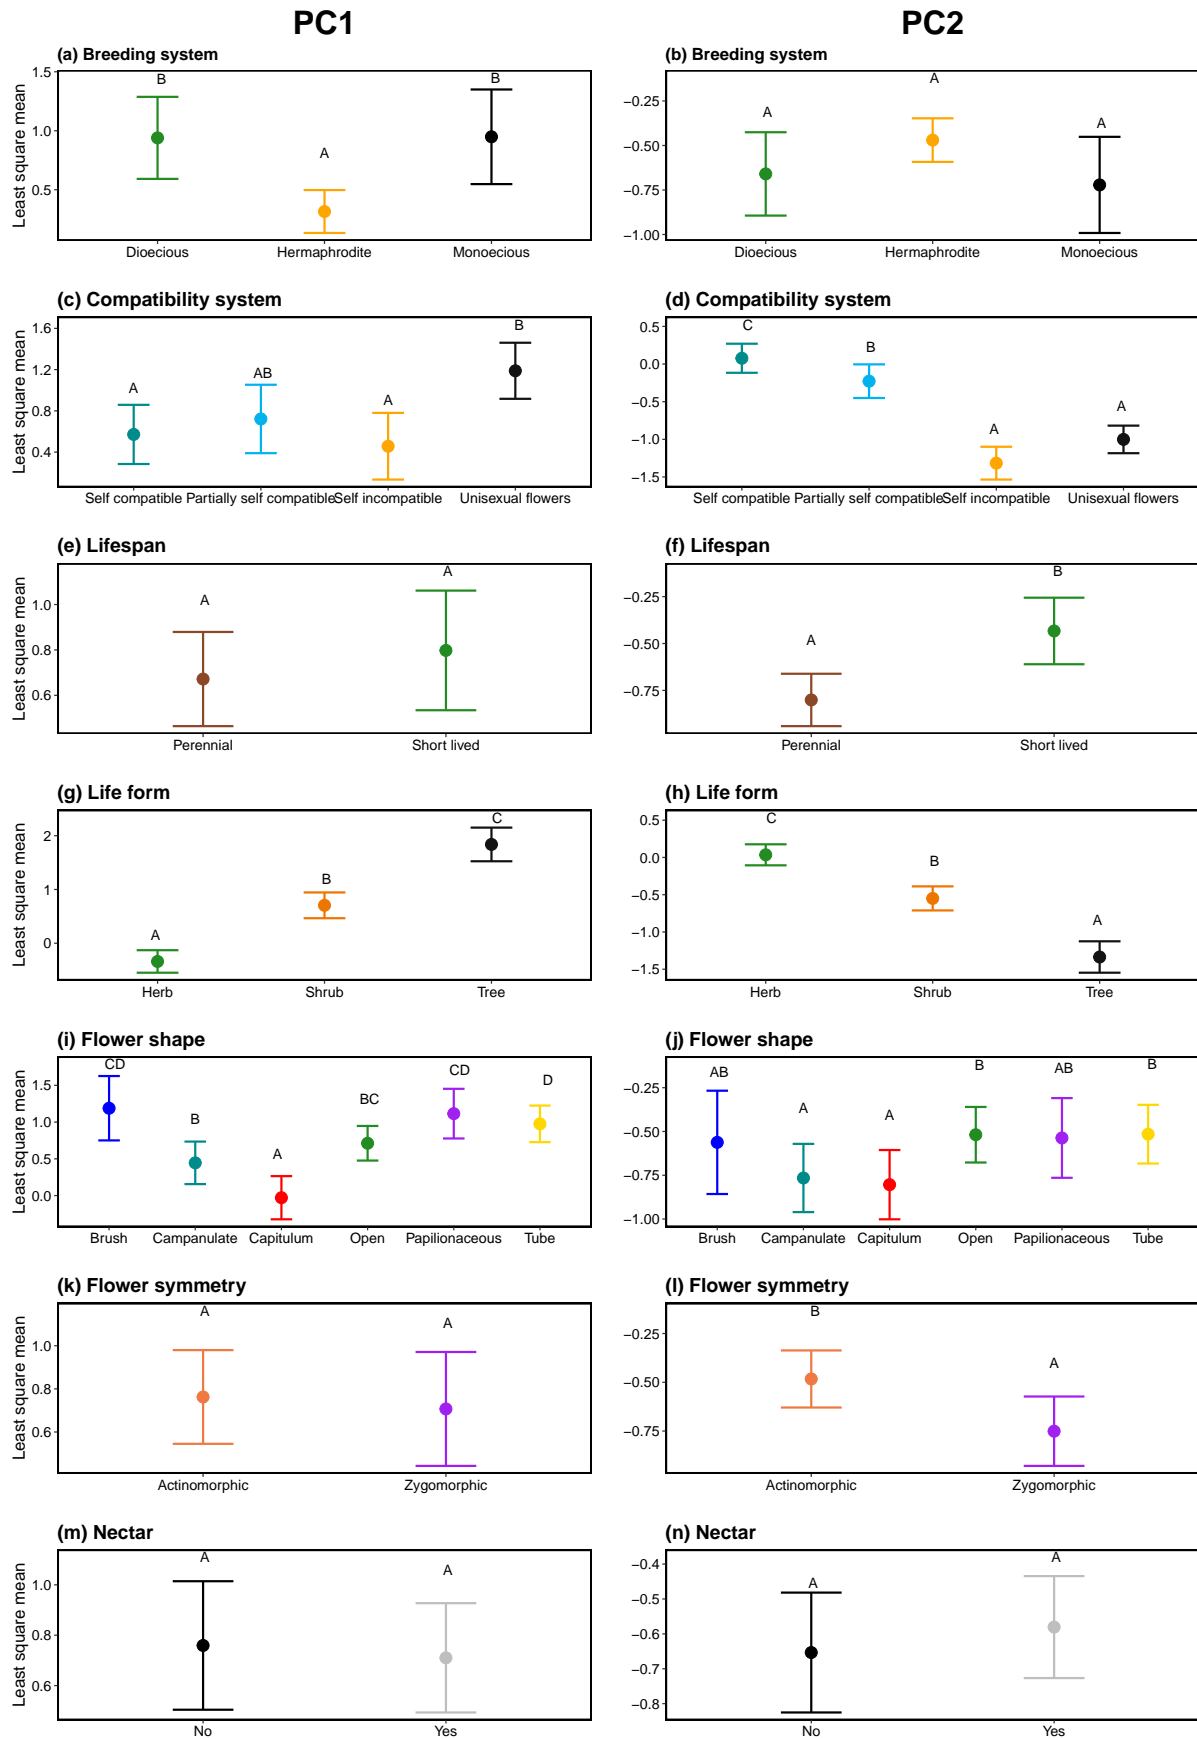 PC1
PC2
(a) Breeding system
(b) Breeding system
Least square mean
1.5
1.0
0.5
B
A
B
Dioecious
Hermaphrodite
Monoecious
−0.25
−0.50
−0.75
−1.00
A
A
A
Dioecious
Hermaphrodite
Monoecious
(c) Compatibility system
(d) Compatibility system
Least square mean
1.6
1.2
0.8
0.4
A
AB
A
B
Self compatible
Partially self compatible
Self incompatible
Unisexual flowers
0.5
0.0
−0.5
−1.0
−1.5
C
B
A
A
Self compatible
Partially self compatible
Self incompatible
Unisexual flowers
(e) Lifespan
(f) Lifespan
Least square mean
1.0
0.8
0.6
A
A
Perennial
Short lived
−0.25
−0.50
−0.75
A
B
Perennial
Short lived
(g) Life form
(h) Life form
Least square mean
2
1
0
A
B
C
Herb
Shrub
Tree
0.5
0.0
−0.5
−1.0
−1.5
C
B
A
Herb
Shrub
Tree
(i) Flower shape
(j) Flower shape
Least square mean
1.5
1.0
0.5
0.0
CD
B
A
BC
CD
D
Brush
Campanulate
Capitulum
Open
Papilionaceous
Tube
−0.25
−0.50
−0.75
−1.00
AB
A
A
B
AB
B
Brush
Campanulate
Capitulum
Open
Papilionaceous
Tube
(k) Flower symmetry
(l) Flower symmetry
Least square mean
1.0
0.8
0.6
A
A
Actinomorphic
Zygomorphic
−0.25
−0.50
−0.75
B
A
Actinomorphic
Zygomorphic
(m) Nectar
(n) Nectar
Least square mean
1.0
0.8
0.6
A
A
No
Yes
−0.4
−0.5
−0.6
−0.7
−0.8
A
A
No
Yes